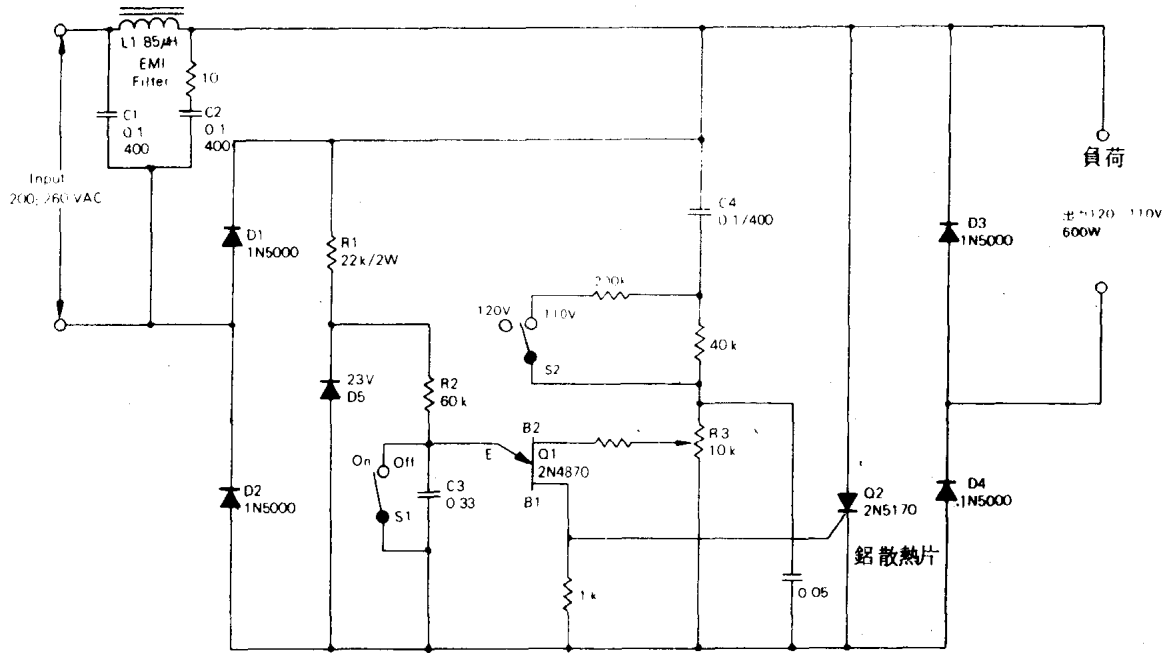 L1 85μH
EMI
Filter
10
C1
0.1
400
C2
0.1
400
Input
200-260 VAC
D1
1N5000
R1
22k/2W
C4
0.1/400
D3
1N5000
負荷
120 110V
600W
200k
120V
110V
S2
40k
23V
D5
R2
60k
B2
Q1
2N4870
B1
E
R3
10k
On
Off
S1
C3
0.33
D2
1N5000
Q2
2N5170
D4
1N5000
鋁散熱片
1k
0.05